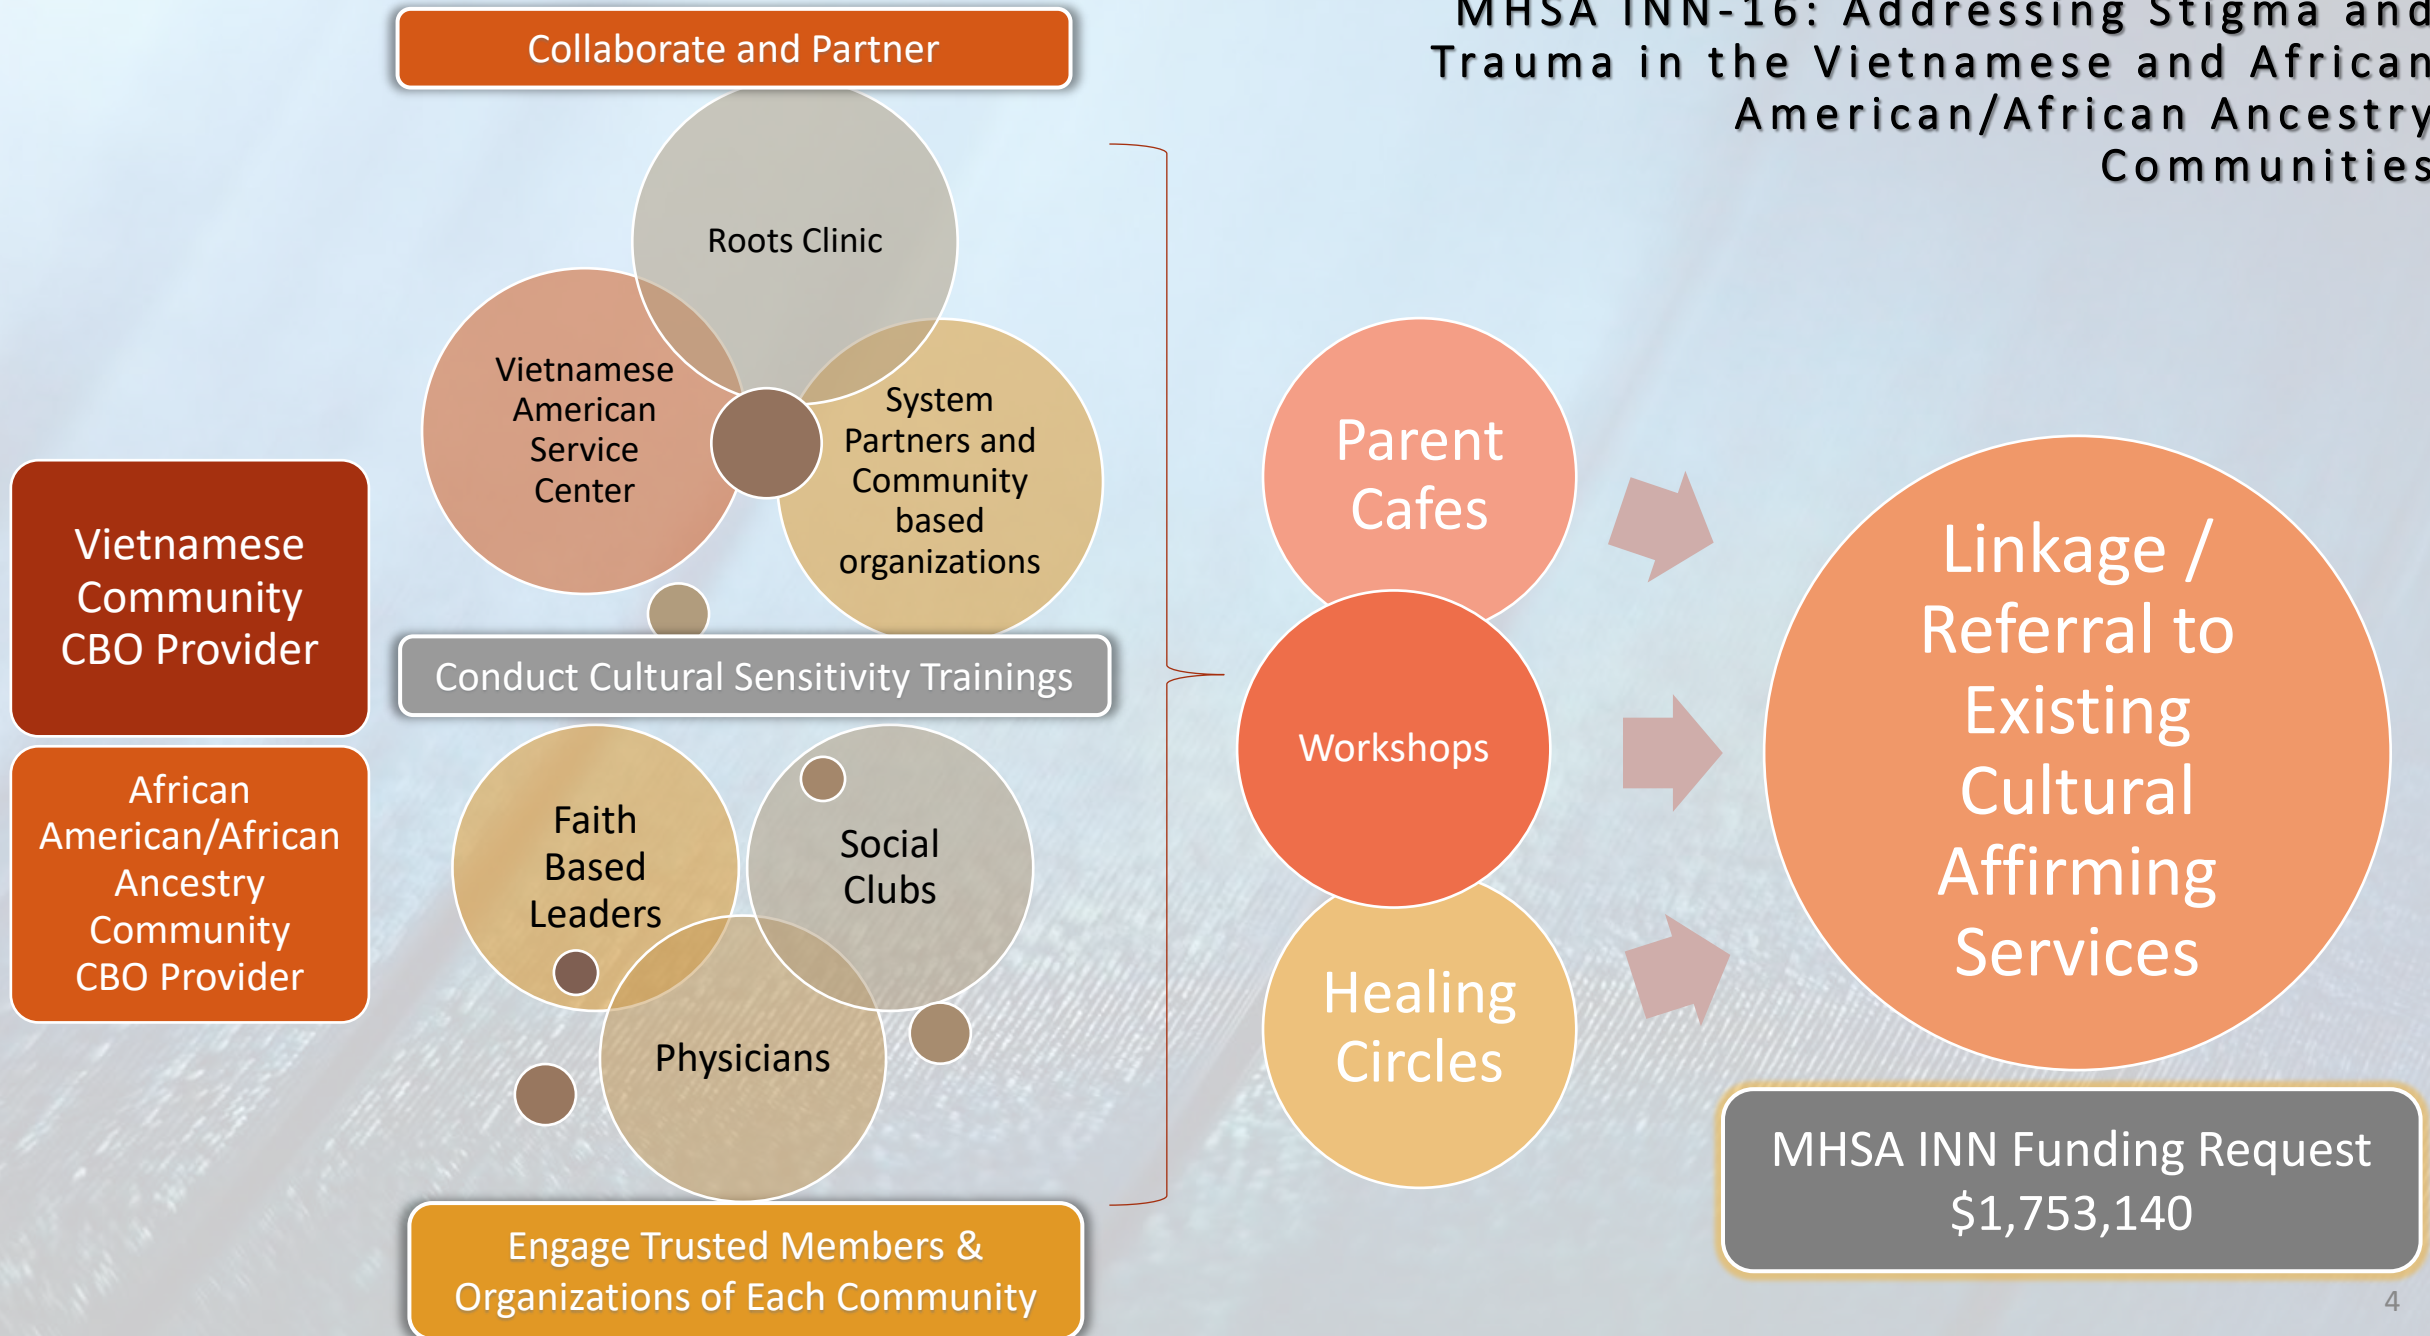 MHSA INN-16: Addressing Stigma and
Trauma in the Vietnamese and African
American/African Ancestry
Communities
Collaborate and Partner
Roots Clinic
Vietnamese
American
Service
Center
System
Partners and
Community
based
organizations
Vietnamese
Community
CBO Provider
African
American/African
Ancestry
Community
CBO Provider
Conduct Cultural Sensitivity Trainings
Faith
Based
Leaders
Social
Clubs
Physicians
Engage Trusted Members &
Organizations of Each Community
Parent
Cafes
Workshops
Healing
Circles
Linkage /
Referral to
Existing
Cultural
Affirming
Services
MHSA INN Funding Request
$1,753,140
4